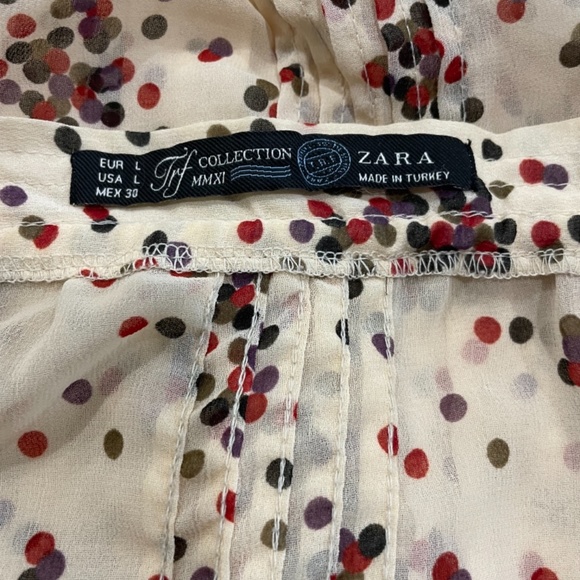 EUR L
USA L
MEX 30
Trf COLLECTION
MMXI
T.R.F
ZARA
MADE IN TURKEY